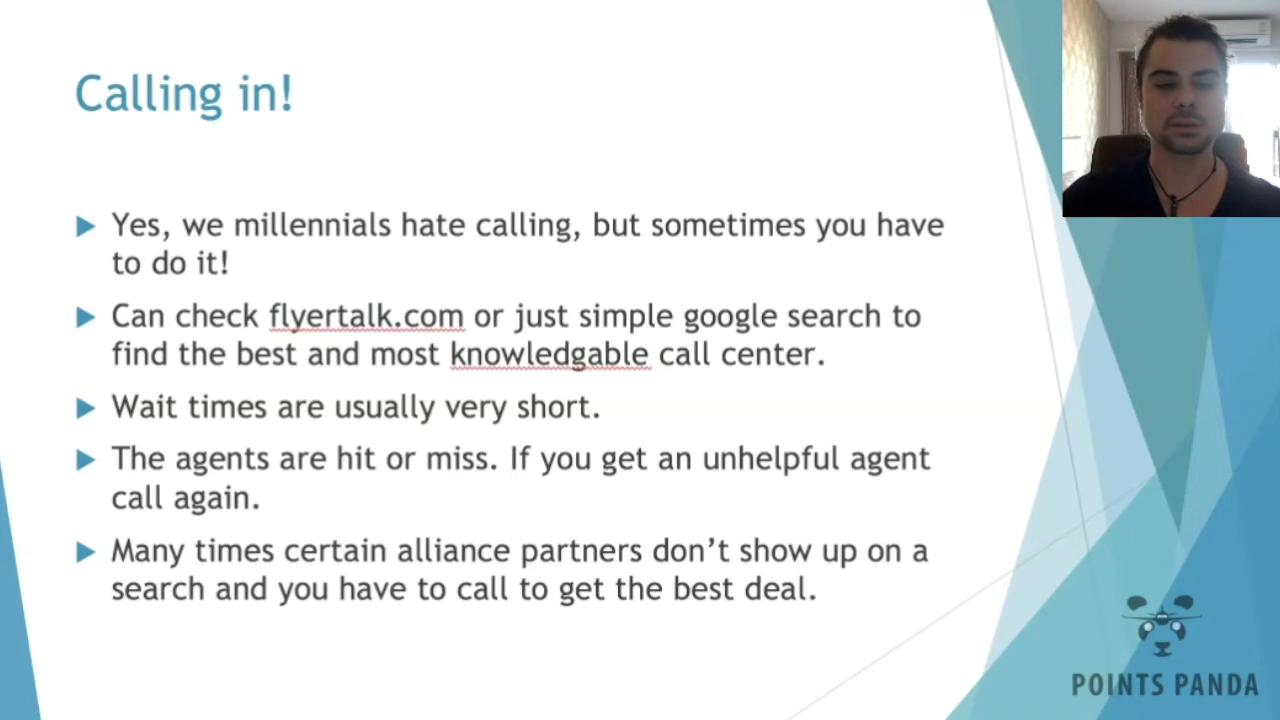 Calling in!
Yes, we millennials hate calling, but sometimes you have
to do it!
Can check flyertalk.com or just simple google search to
find the best and most knowledgable call center.
Wait times are usually very short.
The agents are hit or miss. If you get an unhelpful agent
call again.
Many times certain alliance partners don’t show up on a
search and you have to call to get the best deal.
POINTS PANDA